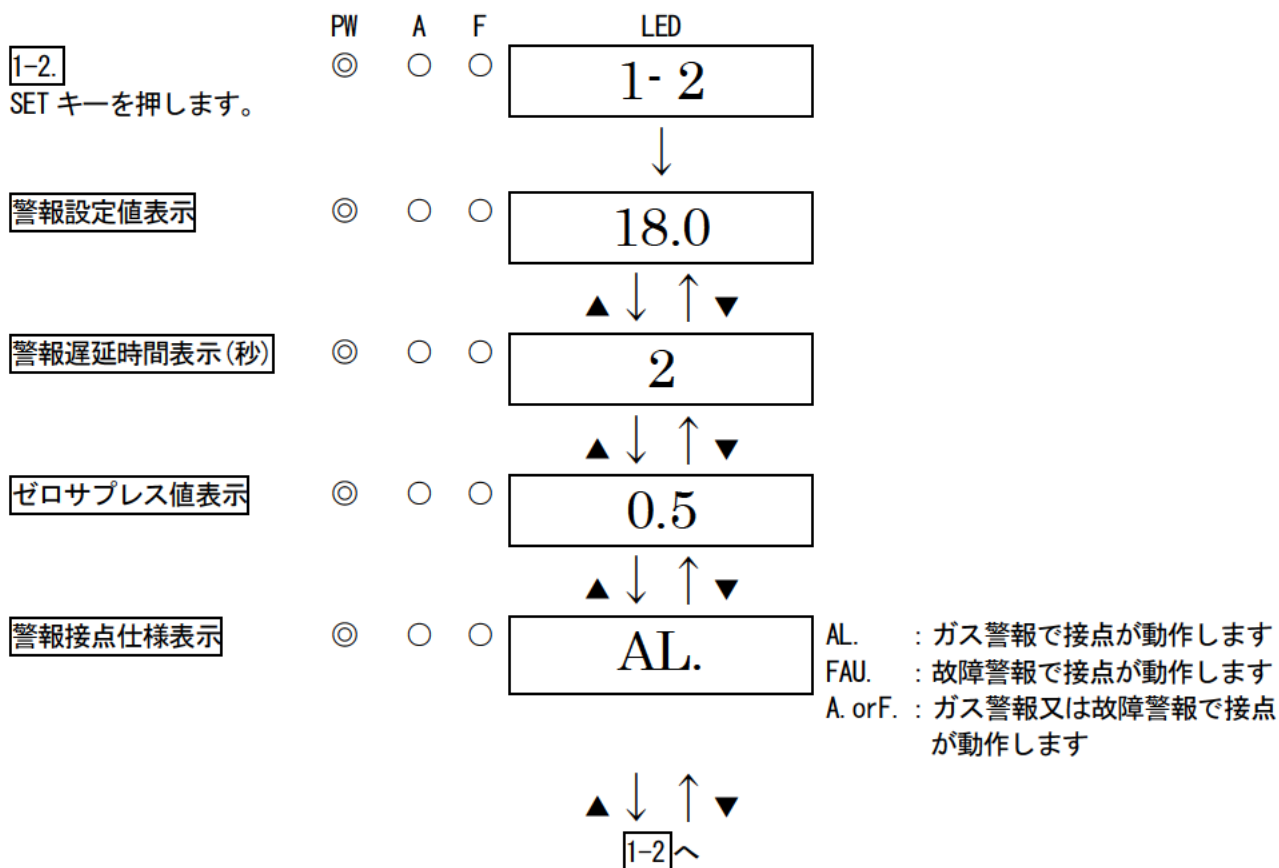 PW A F LED
1-2. ◎ ○ ○ 1- 2
SET キーを押します。
↓
警報設定値表示 ◎ ○ ○ 18.0
▲ ↓ ↑ ▼
警報遅延時間表示(秒) ◎ ○ ○ 2
▲ ↓ ↑ ▼
ゼロサプレス値表示 ◎ ○ ○ 0.5
▲ ↓ ↑ ▼
警報接点仕様表示 ◎ ○ ○ AL.
AL. : ガス警報で接点が動作します
FAU. : 故障警報で接点が動作します
A.orF. : ガス警報又は故障警報で接点
が動作します
▲ ↓ ↑ ▼
1-2へ